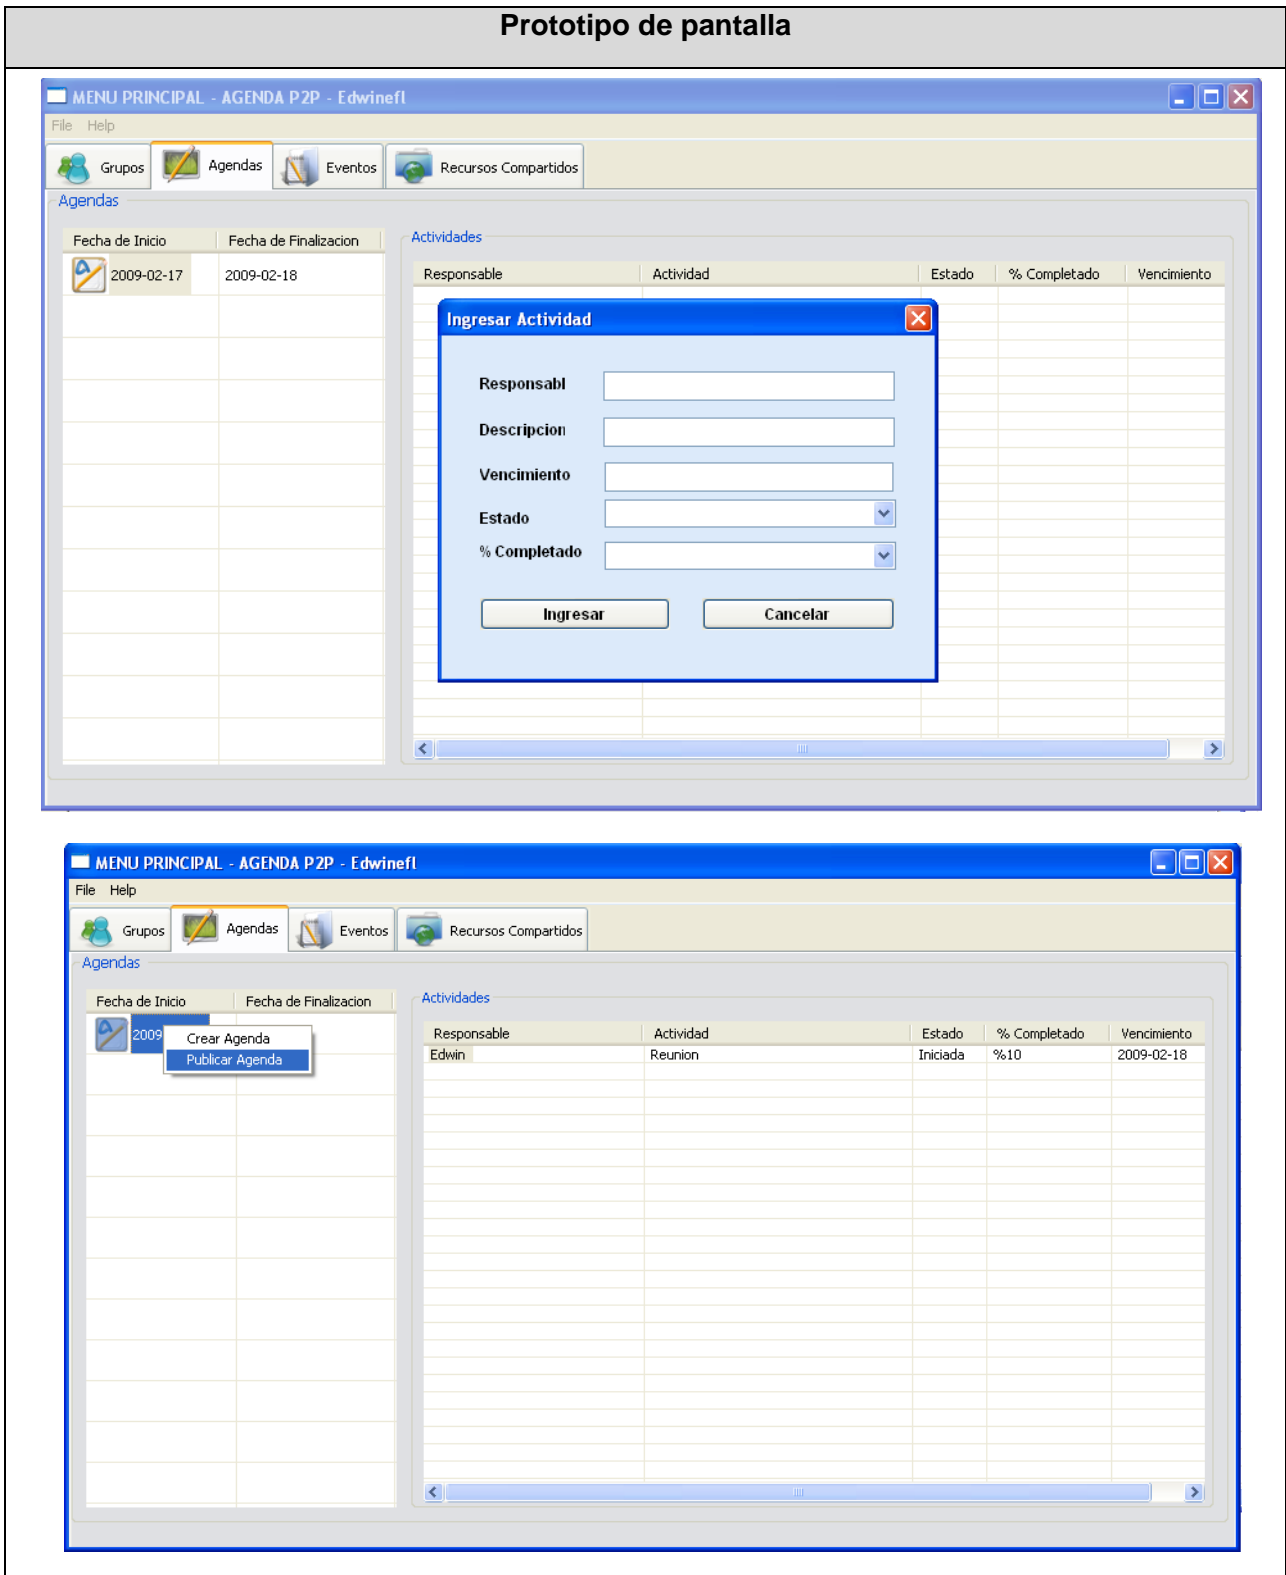 Prototipo de pantalla
MENU PRINCIPAL - AGENDA P2P - Edwinefl
File Help
Grupos Agendas Eventos Recursos Compartidos
Agendas
Fecha de Inicio Fecha de Finalizacion Actividades
2009-02-17 2009-02-18 Responsable Actividad Estado % Completado Vencimiento
Ingresar Actividad
Responsabl
Descripcion
Vencimiento
Estado
% Completado
Ingresar Cancelar
MENU PRINCIPAL - AGENDA P2P - Edwinefl
File Help
Grupos Agendas Eventos Recursos Compartidos
Agendas
Fecha de Inicio Fecha de Finalizacion Actividades
2009 Crear Agenda Responsable Actividad Estado % Completado Vencimiento
Publicar Agenda Edwin Reunion Iniciada %10 2009-02-18